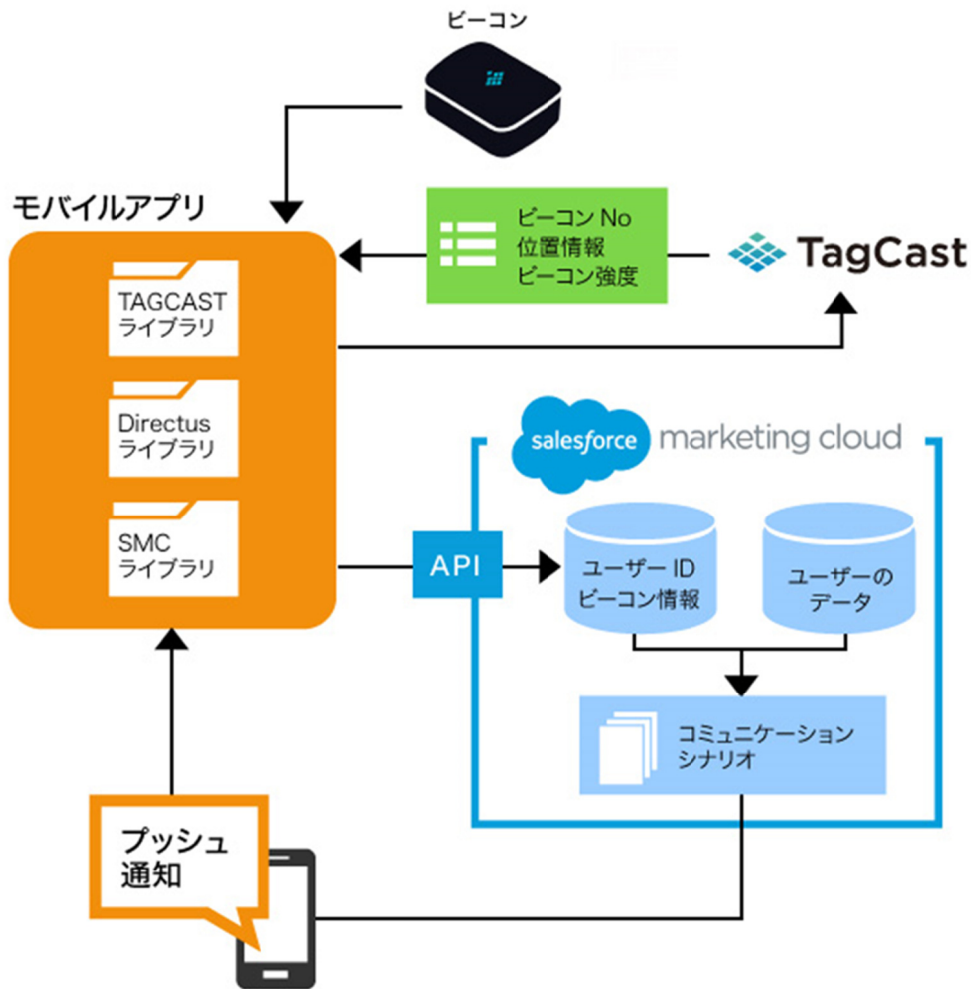 ビーコン
モバイルアプリ
TAGCAST
ライブラリ
Directus
ライブラリ
SMC
ライブラリ
ビーコン No
位置情報
ビーコン強度
TagCast
salesforce marketing cloud
API
ユーザー ID
ビーコン情報
ユーザーの
データ
コミュニケーション
シナリオ
プッシュ
通知